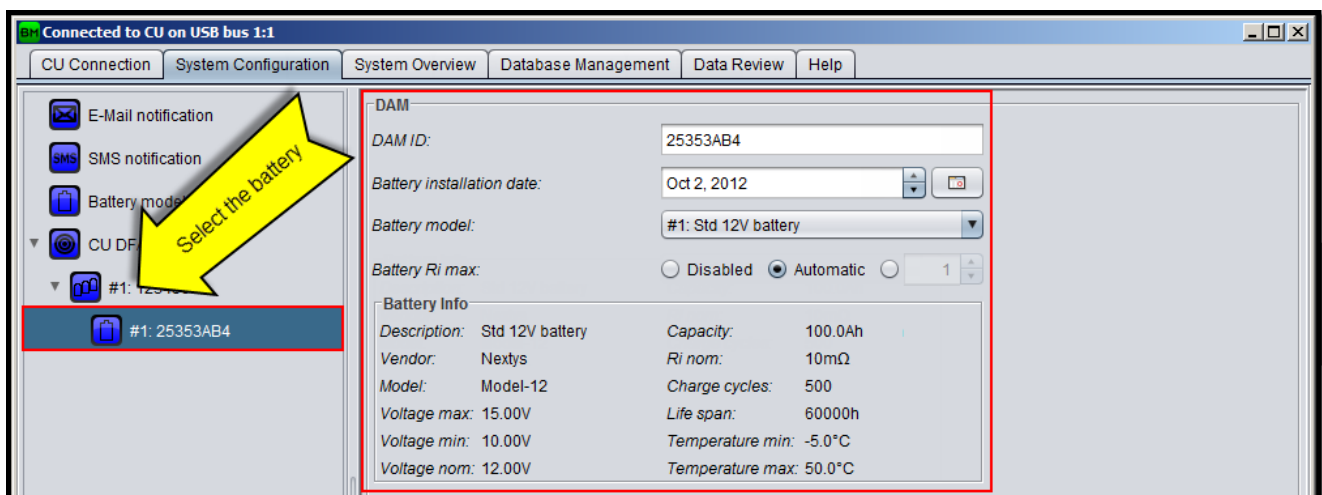 BM Connected to CU on USB bus 1:1
CU Connection System Configuration System Overview Database Management Data Review Help
E-Mail notification
SMS SMS notification
Battery mode
CU DF
#1:
#1: 25353AB4
Select the battery
DAM
DAM ID: 25353AB4
Battery installation date: Oct 2, 2012
Battery model: #1: Std 12V battery
Battery Ri max: Disabled Automatic 1
Battery Info
Description: Std 12V battery Capacity: 100.0Ah
Vendor: Nextys Ri nom: 10mΩ
Model: Model-12 Charge cycles: 500
Voltage max: 15.00V Life span: 60000h
Voltage min: 10.00V Temperature min: -5.0°C
Voltage nom: 12.00V Temperature max: 50.0°C